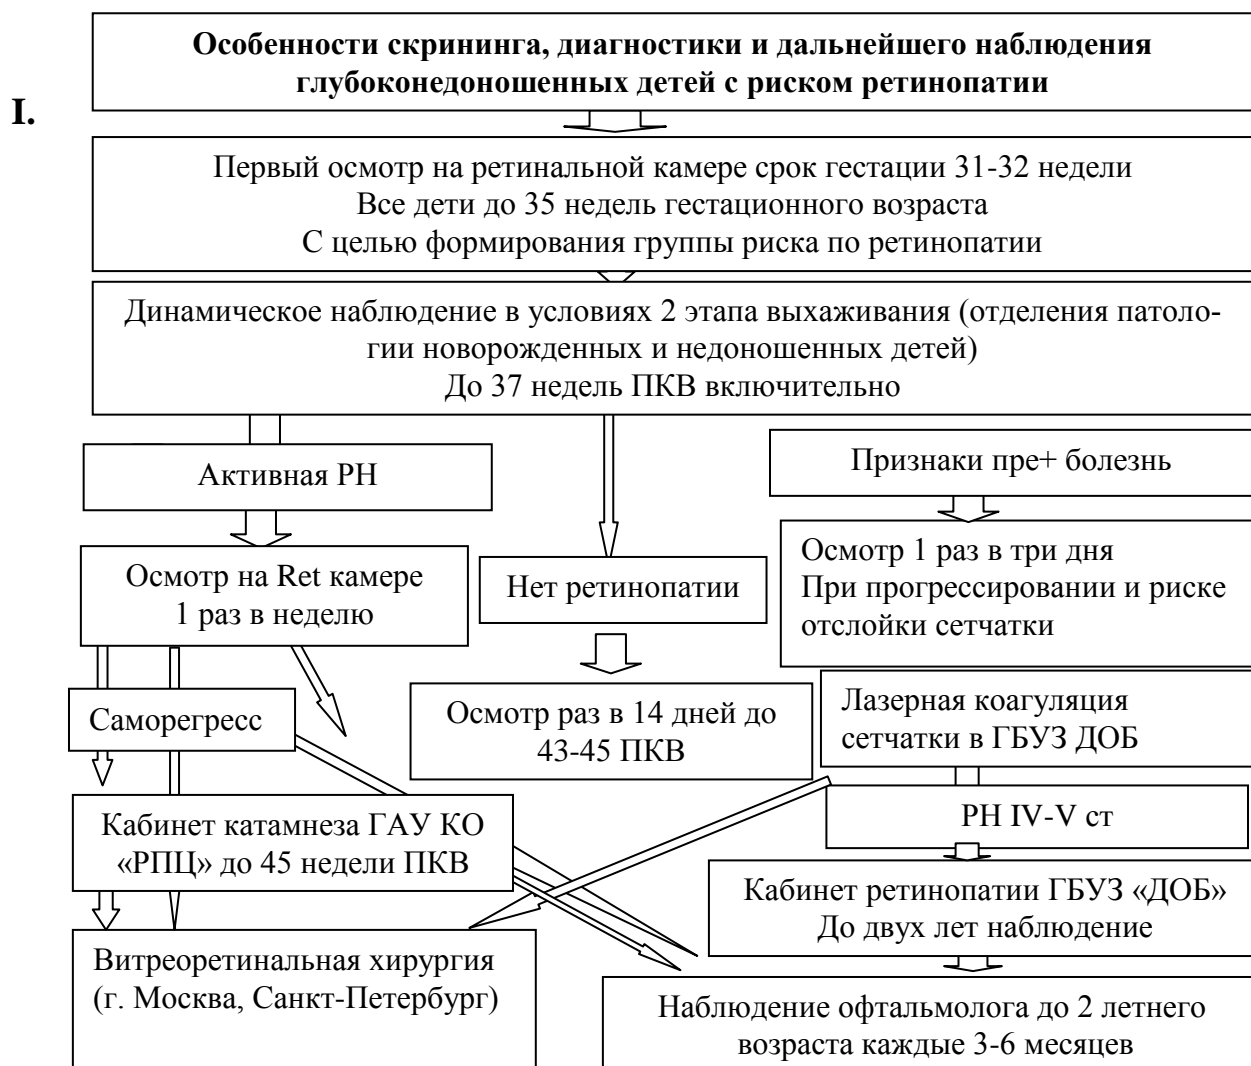 Особенности скрининга, диагностики и дальнейшего наблюдения
глубоконедоношенных детей с риском ретинопатии
I.
Первый осмотр на ретинальной камере срок гестации 31-32 недели
Все дети до 35 недель гестационного возраста
С целью формирования группы риска по ретинопатии
Динамическое наблюдение в условиях 2 этапа выхаживания (отделения патоло-
гии новорожденных и недоношенных детей)
До 37 недель ПКВ включительно
Активная РН
Признаки пре+ болезнь
Осмотр на Ret камере
1 раз в неделю
Нет ретинопатии
Осмотр 1 раз в три дня
При прогрессировании и риске
отслойки сетчатки
Саморегресс
Осмотр раз в 14 дней до
43-45 ПКВ
Лазерная коагуляция
сетчатки в ГБУЗ ДОБ
Кабинет катамнеза ГАУ КО
«РПЦ» до 45 недели ПКВ
РН IV-V ст
Кабинет ретинопатии ГБУЗ «ДОБ»
До двух лет наблюдение
Витреоретинальная хирургия
(г. Москва, Санкт-Петербург)
Наблюдение офтальмолога до 2 летнего
возраста каждые 3-6 месяцев